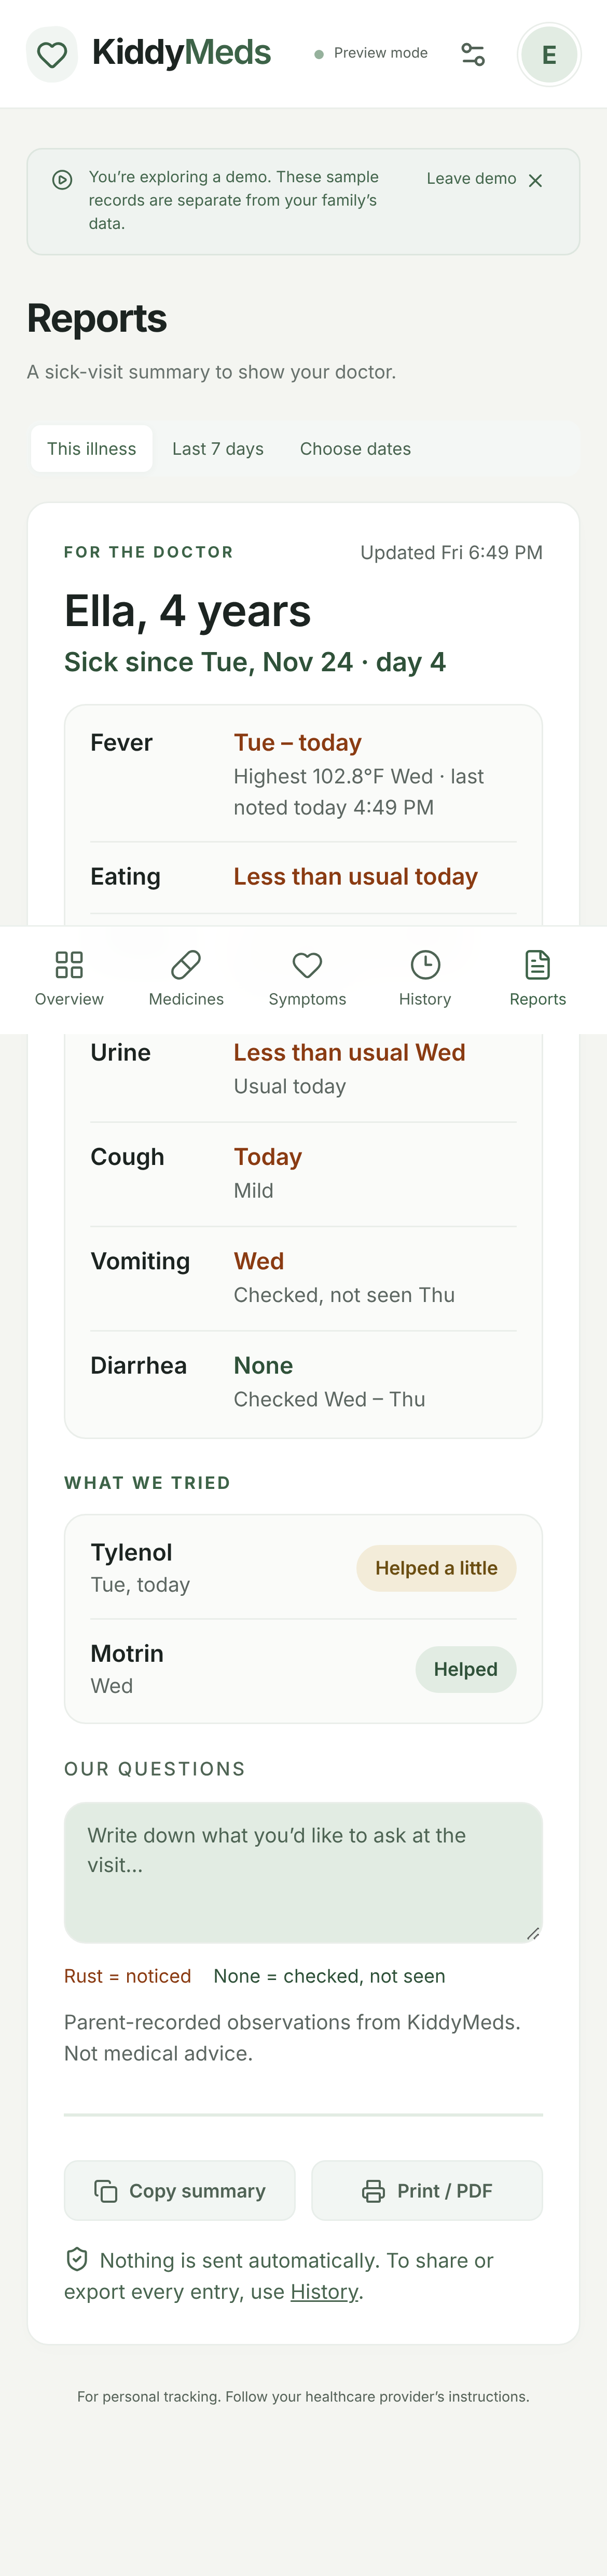 KiddyMeds
Preview mode
E
You’re exploring a demo. These sample
records are separate from your family’s
data.
Leave demo
Reports
A sick-visit summary to show your doctor.
This illness
Last 7 days
Choose dates
FOR THE DOCTOR
Updated Fri 6:49 PM
Ella, 4 years
Sick since Tue, Nov 24 · day 4
Fever
Tue – today
Highest 102.8°F Wed · last
noted today 4:49 PM
Eating
Less than usual today
Overview
Medicines
Symptoms
History
Reports
Urine
Less than usual Wed
Usual today
Cough
Today
Mild
Vomiting
Wed
Checked, not seen Thu
Diarrhea
None
Checked Wed – Thu
WHAT WE TRIED
Tylenol
Tue, today
Helped a little
Motrin
Wed
Helped
OUR QUESTIONS
Write down what you’d like to ask at the
visit...
Rust = noticed
None = checked, not seen
Parent-recorded observations from KiddyMeds.
Not medical advice.
Copy summary
Print / PDF
Nothing is sent automatically. To share or
export every entry, use History.
For personal tracking. Follow your healthcare provider’s instructions.